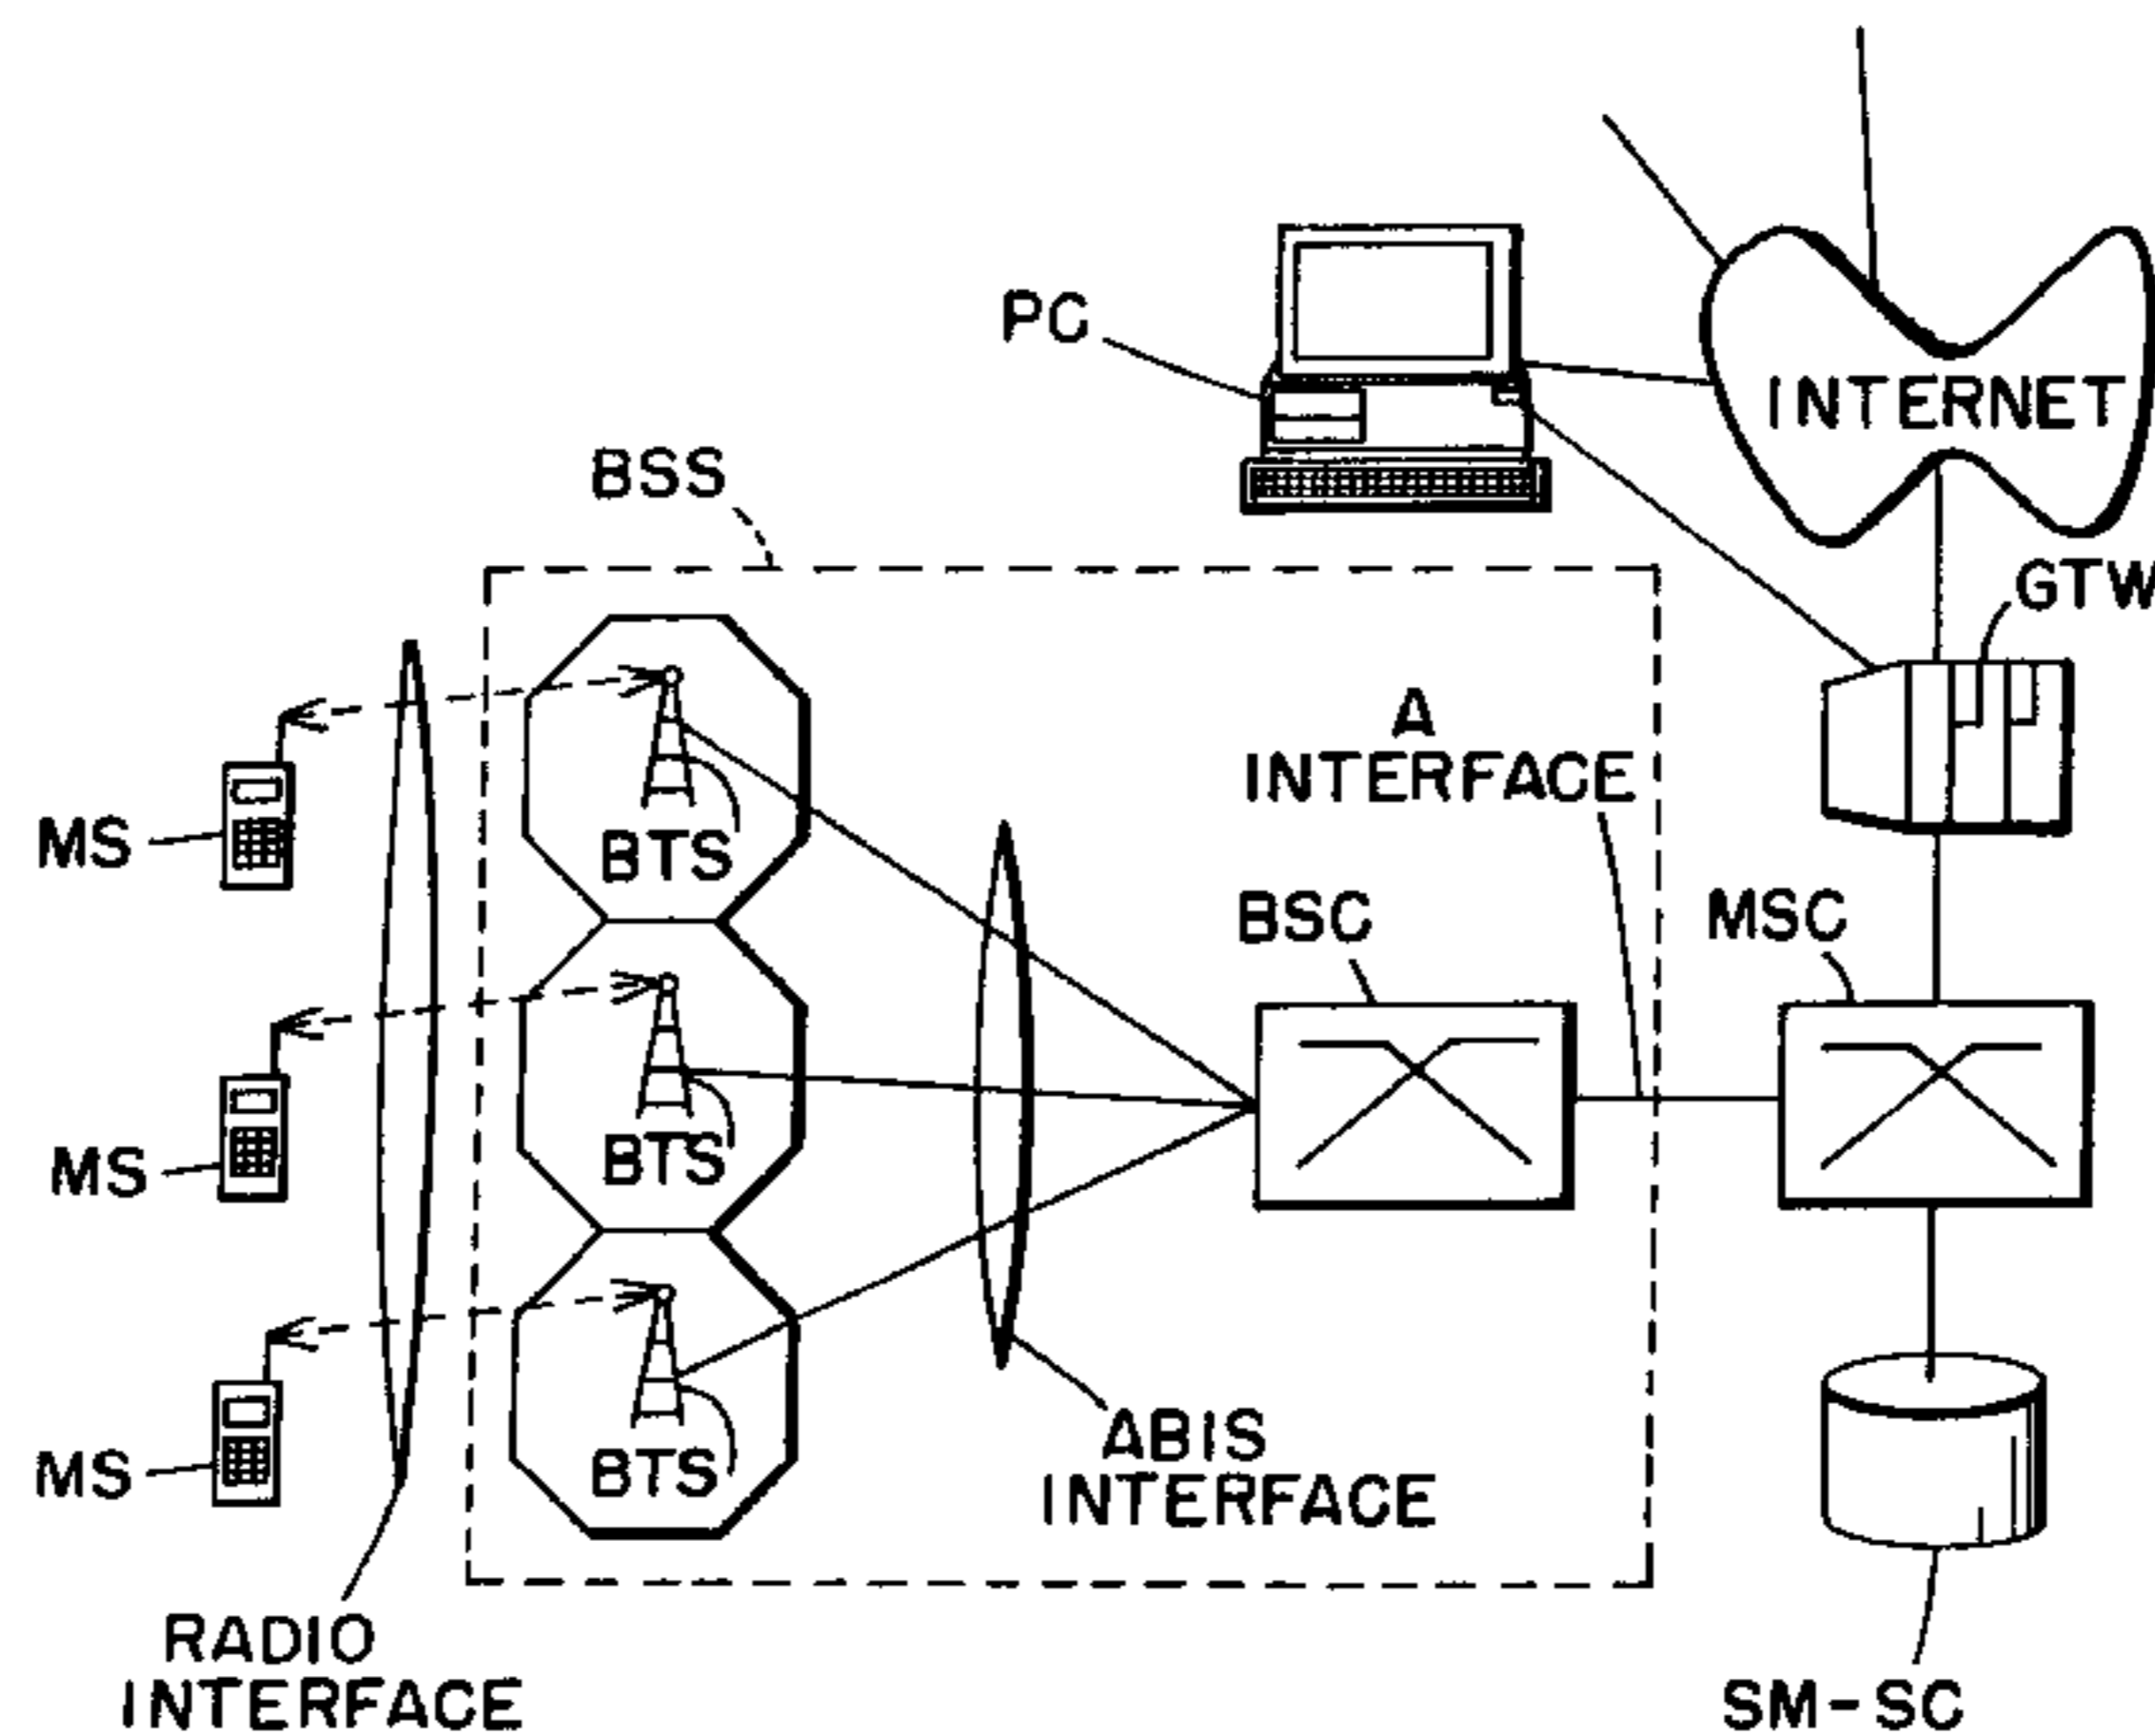 PC
INTERNET
BSS
GTW
A
INTERFACE
MS
BTS
BSC
MSC
MS
BTS
ABIS
INTERFACE
MS
BTS
RADIO
INTERFACE
SM-SC